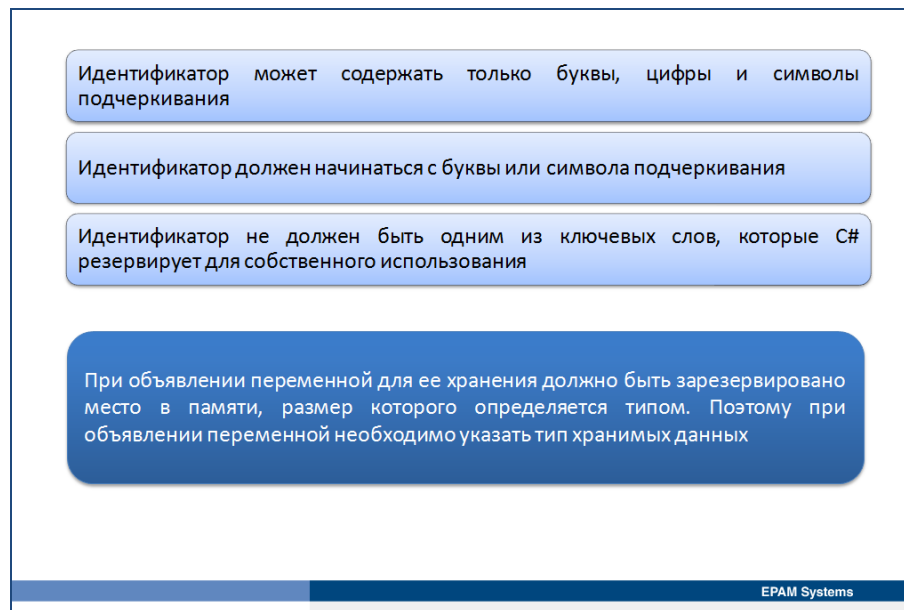 Идентификатор может содержать только буквы, цифры и символы
подчеркивания
Идентификатор должен начинаться с буквы или символа подчеркивания
Идентификатор не должен быть одним из ключевых слов, которые C#
резервирует для собственного использования
При объявлении переменной для ее хранения должно быть зарезервировано
место в памяти, размер которого определяется типом. Поэтому при
объявлении переменной необходимо указать тип хранимых данных
EPAM Systems